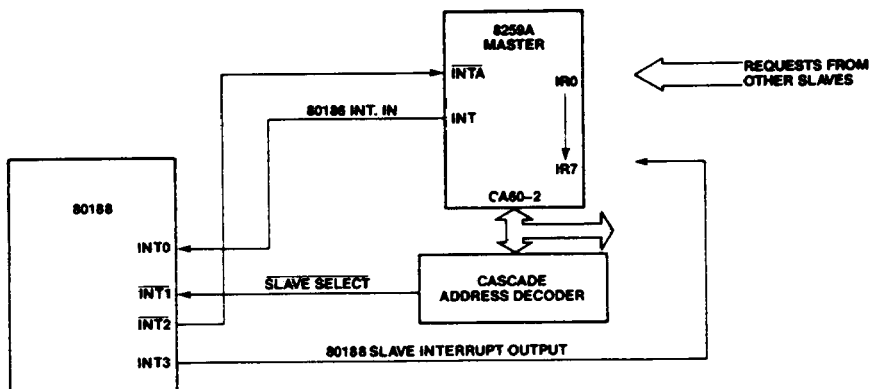 8259A
MASTER
INTA
IR0
REQUESTS FROM
OTHER SLAVES
80186 INT. IN
INT
IR7
CA60–2
80188
INT0
SLAVE SELECT
CASCADE
ADDRESS DECODER
INT1
INT2
80188 SLAVE INTERRUPT OUTPUT
INT3